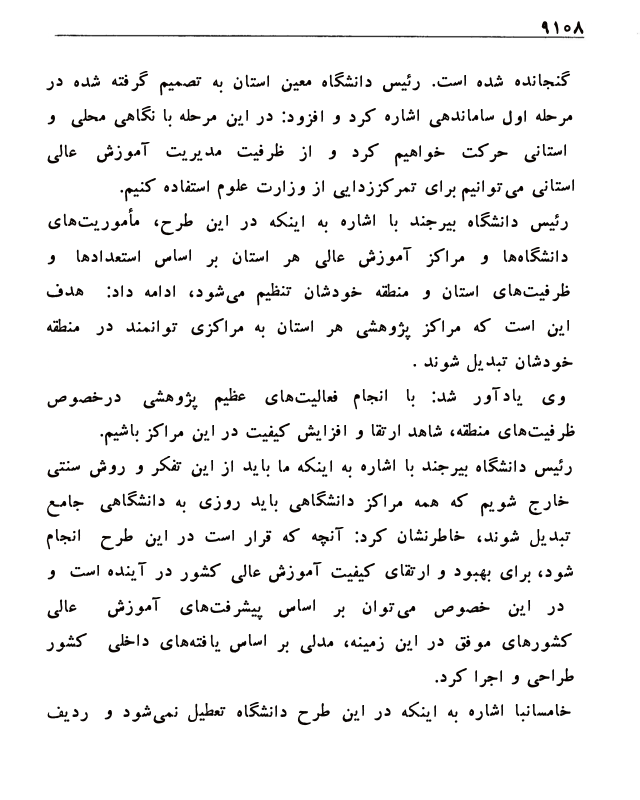 ۹۱۰۸
گنجانده شده است. رئیس دانشگاه معین استان به تصمیم گرفته شده در
مرحله اول ساماندهی اشاره کرد و افزود: در این مرحله با نگاهی محلی و
استانی حرکت خواهیم کرد و از ظرفیت مدیریت آموزش عالی
استانی می‌توانیم برای تمرکززدایی از وزارت علوم استفاده کنیم.
رئیس دانشگاه بیرجند با اشاره به اینکه در این طرح، مأموریت‌های
دانشگاه‌ها و مراکز آموزش عالی هر استان بر اساس استعدادها و
ظرفیت‌های استان و منطقه خودشان تنظیم می‌شود، ادامه داد: هدف
این است که مراکز پژوهشی هر استان به مراکزی توانمند در منطقه
خودشان تبدیل شوند .
وی یادآور شد: با انجام فعالیت‌های عظیم پژوهشی درخصوص
ظرفیت‌های منطقه، شاهد ارتقا و افزایش کیفیت در این مراکز باشیم.
رئیس دانشگاه بیرجند با اشاره به اینکه ما باید از این تفکر و روش سنتی
خارج شویم که همه مراکز دانشگاهی باید روزی به دانشگاهی جامع
تبدیل شوند، خاطرنشان کرد: آنچه که قرار است در این طرح انجام
شود، برای بهبود و ارتقای کیفیت آموزش عالی کشور در آینده است و
در این خصوص می‌توان بر اساس پیشرفت‌های آموزش عالی
کشورهای موفق در این زمینه، مدلی بر اساس یافته‌های داخلی کشور
طراحی و اجرا کرد.
خامسانبا اشاره به اینکه در این طرح دانشگاه تعطیل نمی‌شود و ردیف